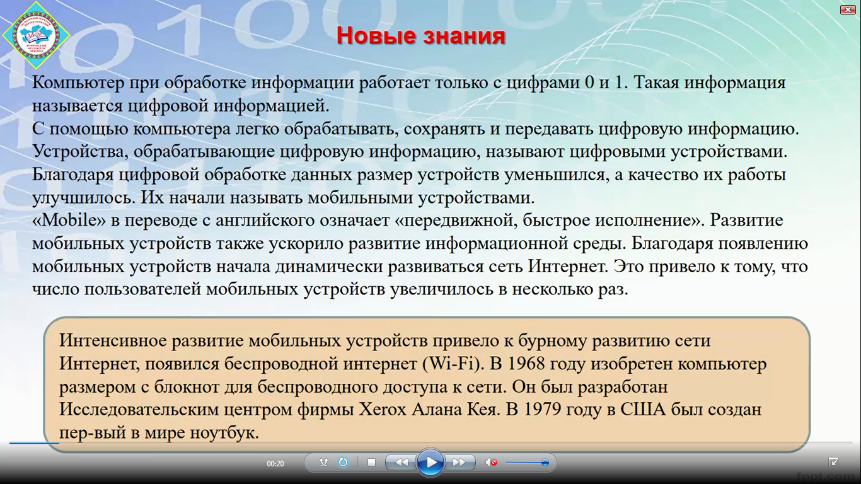 Новые знания
Компьютер при обработке информации работает только с цифрами 0 и 1. Такая информация
называется цифровой информацией.
С помощью компьютера легко обрабатывать, сохранять и передавать цифровую информацию.
Устройства, обрабатывающие цифровую информацию, называют цифровыми устройствами.
Благодаря цифровой обработке данных размер устройств уменьшился, а качество их работы
улучшилось. Их начали называть мобильными устройствами.
«Mobile» в переводе с английского означает «передвижной, быстрое исполнение». Развитие
мобильных устройств также ускорило развитие информационной среды. Благодаря появлению
мобильных устройств начала динамически развиваться сеть Интернет. Это привело к тому, что
число пользователей мобильных устройств увеличилось в несколько раз.
Интенсивное развитие мобильных устройств привело к бурному развитию сети
Интернет, появился беспроводной интернет (Wi-Fi). В 1968 году изобретен компьютер
размером с блокнот для беспроводного доступа к сети. Он был разработан
Исследовательским центром фирмы Xerox Алана Кея. В 1979 году в США был создан
пер-вый в мире ноутбук.
00:20